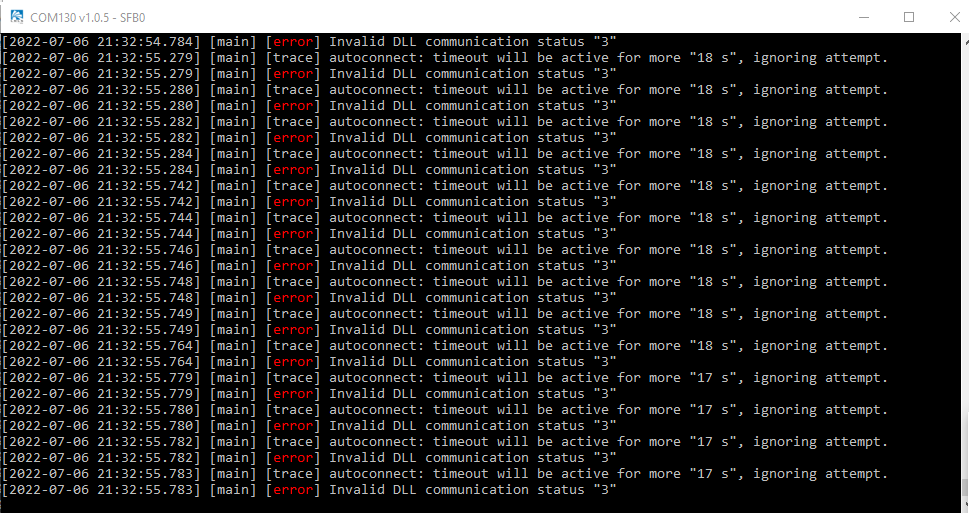 COM130 v1.0.5 - SFB0
[2022-07-06 21:32:54.784] [main] [error] Invalid DLL communication status "3"
[2022-07-06 21:32:55.279] [main] [trace] autoconnect: timeout will be active for more "18 s", ignoring attempt.
[2022-07-06 21:32:55.279] [main] [error] Invalid DLL communication status "3"
[2022-07-06 21:32:55.280] [main] [trace] autoconnect: timeout will be active for more "18 s", ignoring attempt.
[2022-07-06 21:32:55.280] [main] [error] Invalid DLL communication status "3"
[2022-07-06 21:32:55.282] [main] [trace] autoconnect: timeout will be active for more "18 s", ignoring attempt.
[2022-07-06 21:32:55.282] [main] [error] Invalid DLL communication status "3"
[2022-07-06 21:32:55.284] [main] [trace] autoconnect: timeout will be active for more "18 s", ignoring attempt.
[2022-07-06 21:32:55.284] [main] [error] Invalid DLL communication status "3"
[2022-07-06 21:32:55.742] [main] [trace] autoconnect: timeout will be active for more "18 s", ignoring attempt.
[2022-07-06 21:32:55.742] [main] [error] Invalid DLL communication status "3"
[2022-07-06 21:32:55.744] [main] [trace] autoconnect: timeout will be active for more "18 s", ignoring attempt.
[2022-07-06 21:32:55.744] [main] [error] Invalid DLL communication status "3"
[2022-07-06 21:32:55.746] [main] [trace] autoconnect: timeout will be active for more "18 s", ignoring attempt.
[2022-07-06 21:32:55.746] [main] [error] Invalid DLL communication status "3"
[2022-07-06 21:32:55.748] [main] [trace] autoconnect: timeout will be active for more "18 s", ignoring attempt.
[2022-07-06 21:32:55.748] [main] [error] Invalid DLL communication status "3"
[2022-07-06 21:32:55.749] [main] [trace] autoconnect: timeout will be active for more "18 s", ignoring attempt.
[2022-07-06 21:32:55.749] [main] [error] Invalid DLL communication status "3"
[2022-07-06 21:32:55.764] [main] [trace] autoconnect: timeout will be active for more "18 s", ignoring attempt.
[2022-07-06 21:32:55.764] [main] [error] Invalid DLL communication status "3"
[2022-07-06 21:32:55.779] [main] [trace] autoconnect: timeout will be active for more "17 s", ignoring attempt.
[2022-07-06 21:32:55.779] [main] [error] Invalid DLL communication status "3"
[2022-07-06 21:32:55.780] [main] [trace] autoconnect: timeout will be active for more "17 s", ignoring attempt.
[2022-07-06 21:32:55.780] [main] [error] Invalid DLL communication status "3"
[2022-07-06 21:32:55.782] [main] [trace] autoconnect: timeout will be active for more "17 s", ignoring attempt.
[2022-07-06 21:32:55.782] [main] [error] Invalid DLL communication status "3"
[2022-07-06 21:32:55.783] [main] [trace] autoconnect: timeout will be active for more "17 s", ignoring attempt.
[2022-07-06 21:32:55.783] [main] [error] Invalid DLL communication status "3"